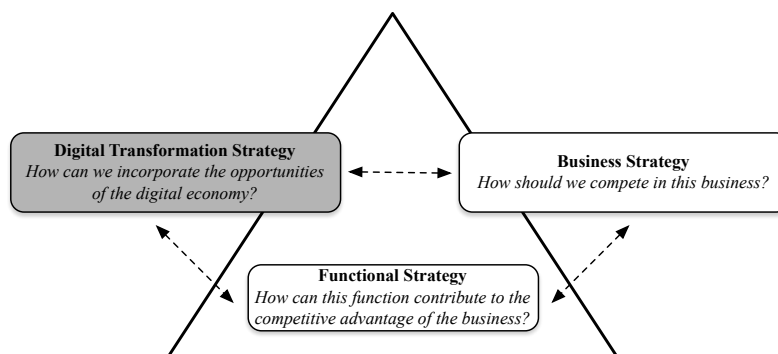 Digital Transformation Strategy
How can we incorporate the opportunities
of the digital economy?
Business Strategy
How should we compete in this business?
Functional Strategy
How can this function contribute to the
competitive advantage of the business?